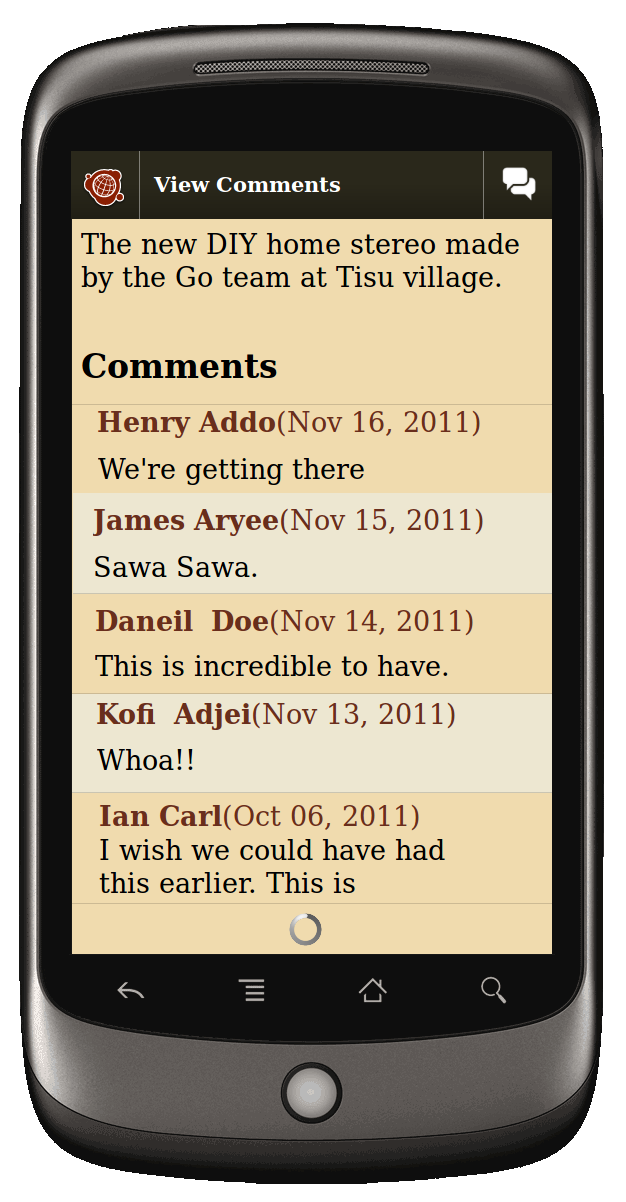 View Comments
The new DIY home stereo made
by the Go team at Tisu village.
Comments
Henry Addo(Nov 16, 2011)
We're getting there
James Aryee(Nov 15, 2011)
Sawa Sawa.
Daneil  Doe(Nov 14, 2011)
This is incredible to have.
Kofi  Adjei(Nov 13, 2011)
Whoa!!
Ian Carl(Oct 06, 2011)
I wish we could have had
this earlier. This is